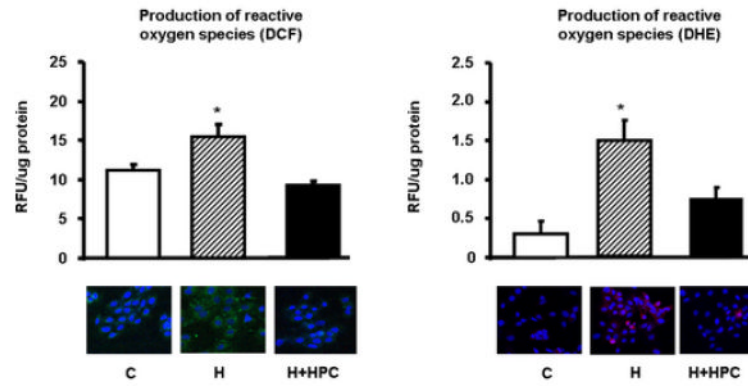 Production of reactive
oxygen species (DCF)
RFU/ug protein
25
20
15
10
5
0
*
C
H
H+HPC
Production of reactive
oxygen species (DHE)
RFU/ug protein
2.5
2.0
1.5
1.0
0.5
0
*
C
H
H+HPC